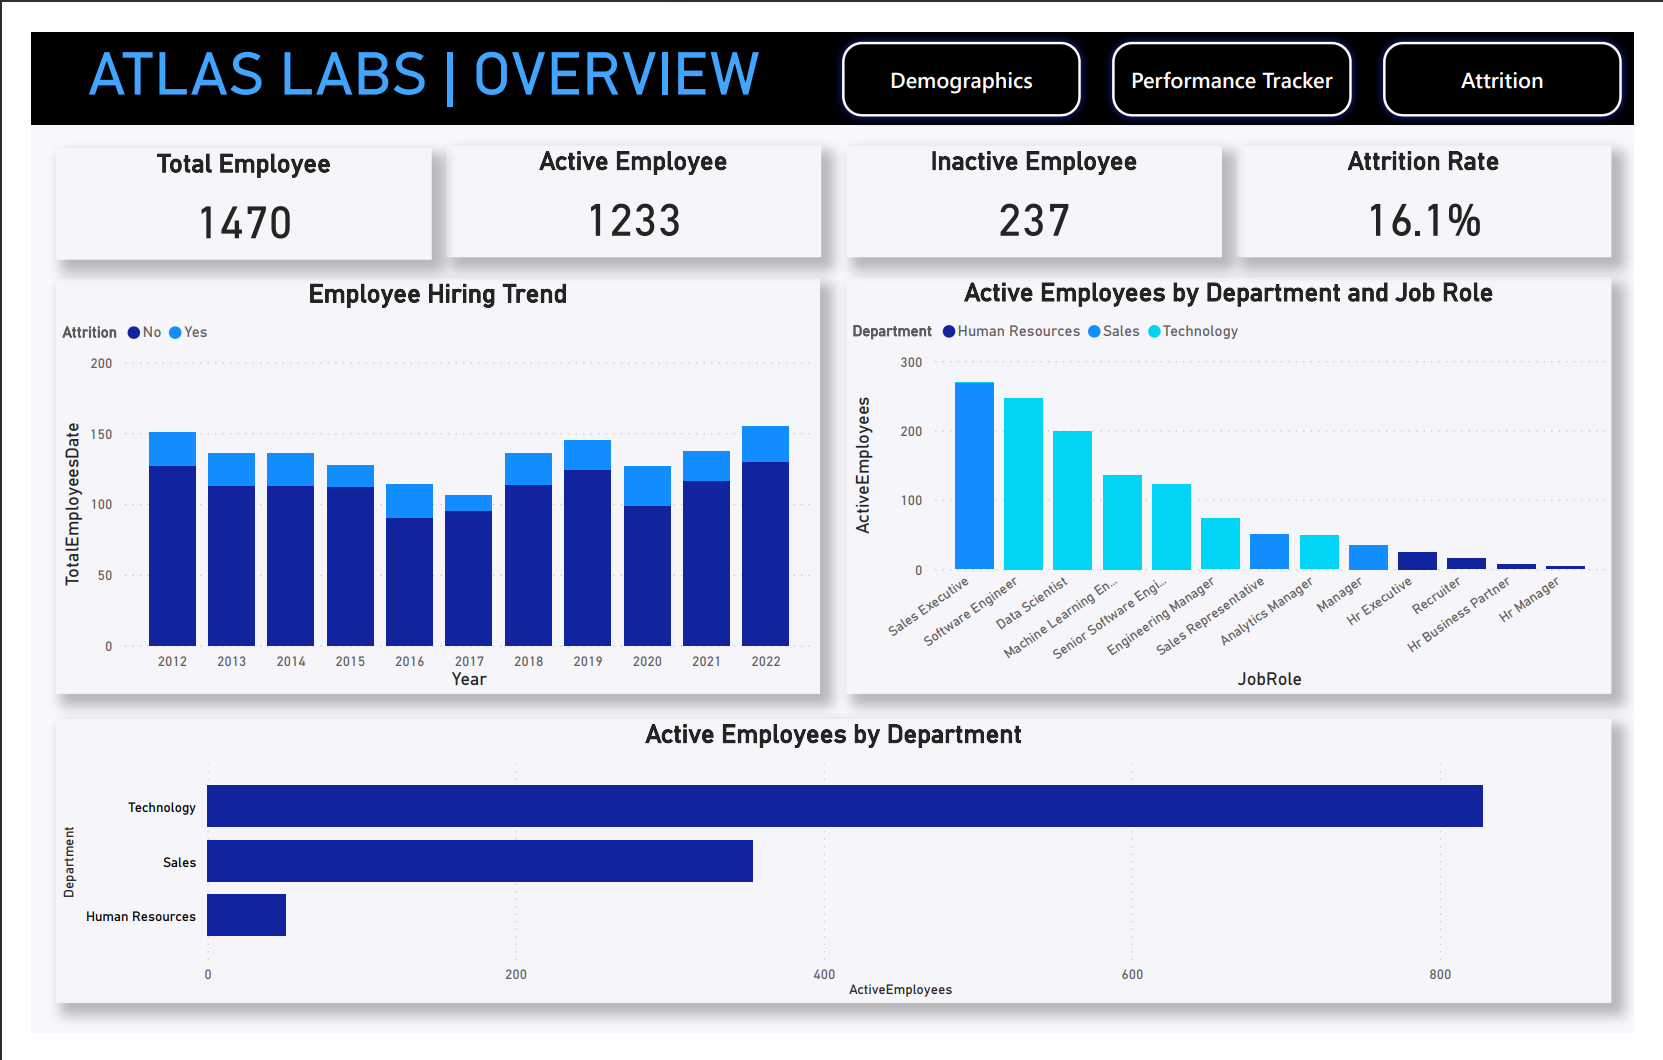 ATLAS LABS | OVERVIEW
Demographics
Performance Tracker
Attrition
Total Employee
1470
Active Employee
1233
Inactive Employee
237
Attrition Rate
16.1%
Employee Hiring Trend
Attrition No Yes
TotalEmployeesDate
200
150
100
50
0
2012 2013 2014 2015 2016 2017 2018 2019 2020 2021 2022
Year
Active Employees by Department and Job Role
Department Human Resources Sales Technology
ActiveEmployees
300
200
100
0
Sales Executive
Software Engineer
Data Scientist
Machine Learning En...
Senior Software Engi...
Engineering Manager
Sales Representative
Analytics Manager
Manager
Hr Executive
Recruiter
Hr Business Partner
Hr Manager
JobRole
Active Employees by Department
Department
Technology
Sales
Human Resources
0 200 400 600 800
ActiveEmployees